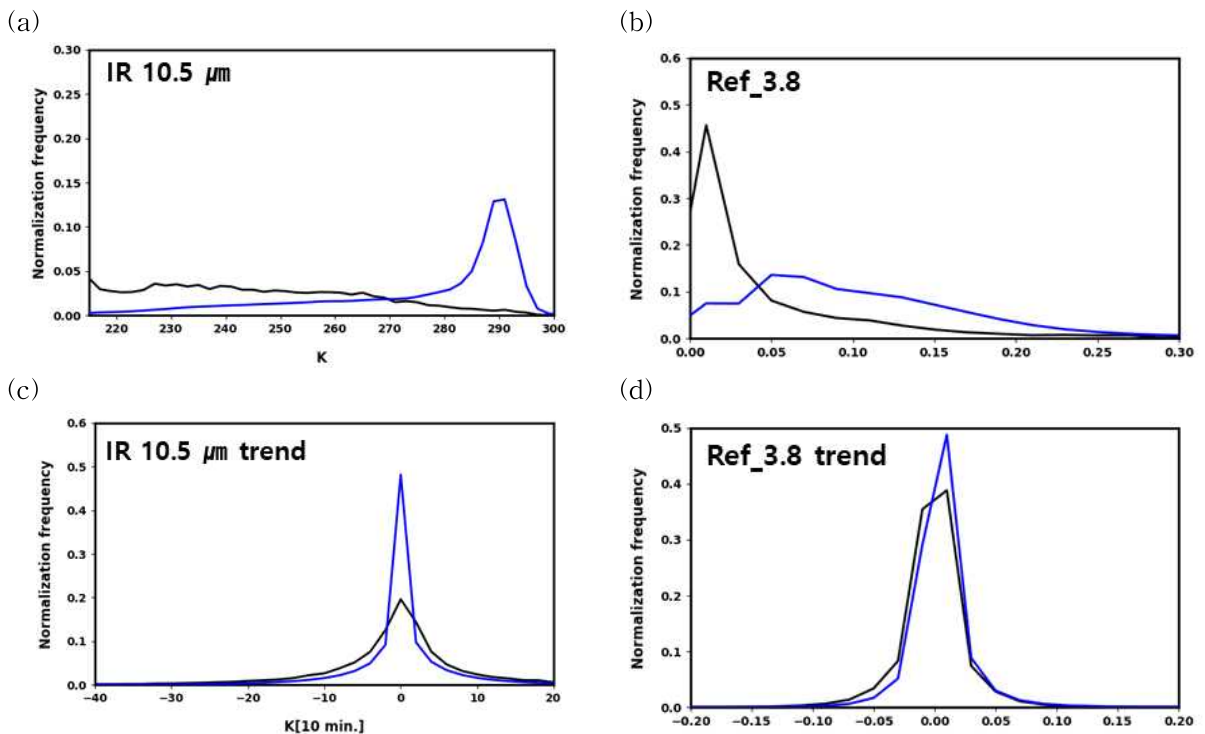 (a)
IR 10.5 ㎛
Normalization frequency
0.30
0.25
0.20
0.15
0.10
0.05
0.00
220 230 240 250 260 270 280 290 300
K
(b)
Ref_3.8
Normalization frequency
0.6
0.5
0.4
0.3
0.2
0.1
0.0
0.00 0.05 0.10 0.15 0.20 0.25 0.30
(c)
IR 10.5 ㎛ trend
Normalization frequency
0.6
0.5
0.4
0.3
0.2
0.1
0.0
−40 −30 −20 −10 0 10 20
K[10 min.]
(d)
Ref_3.8 trend
Normalization frequency
0.5
0.4
0.3
0.2
0.1
0.0
−0.20 −0.15 −0.10 −0.05 0.00 0.05 0.10 0.15 0.20